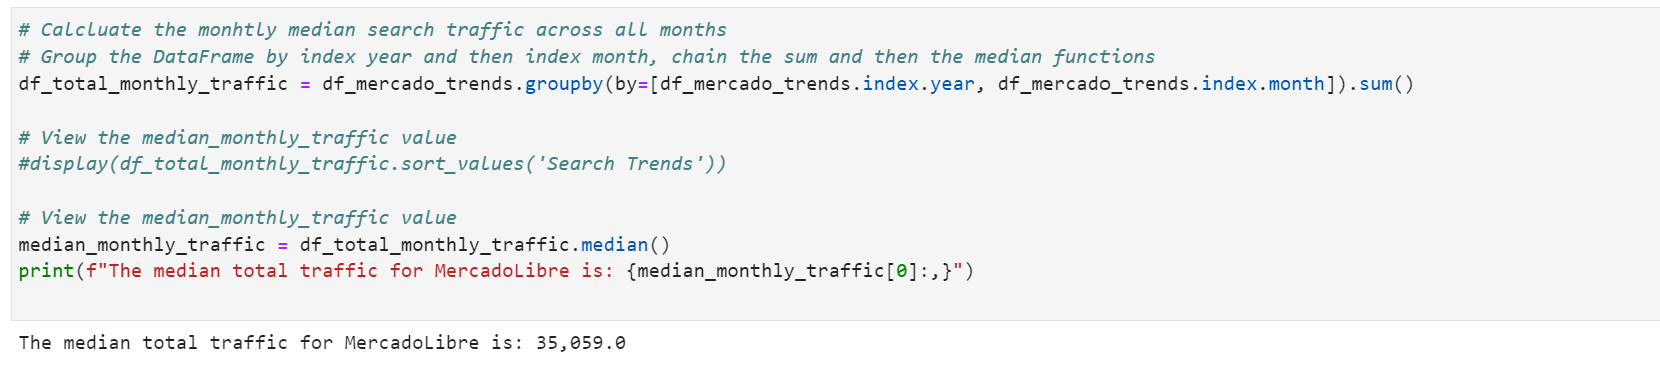 # Calcluate the monhtly median search traffic across all months
# Group the DataFrame by index year and then index month, chain the sum and then the median functions
df_total_monthly_traffic = df_mercado_trends.groupby(by=[df_mercado_trends.index.year, df_mercado_trends.index.month]).sum()
# View the median_monthly_traffic value
#display(df_total_monthly_traffic.sort_values('Search Trends'))
# View the median_monthly_traffic value
median_monthly_traffic = df_total_monthly_traffic.median()
print(f"The median total traffic for MercadoLibre is: {median_monthly_traffic[0]:,}")
The median total traffic for MercadoLibre is: 35,059.0